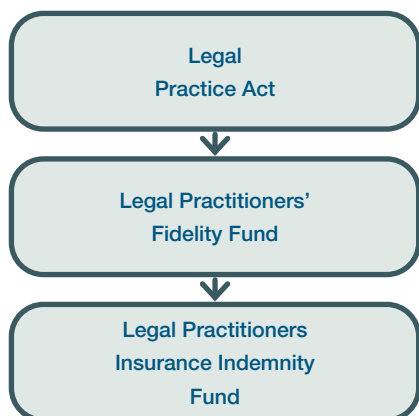 Legal
Practice Act
Legal Practitioners’
Fidelity Fund
Legal Practitioners
Insurance Indemnity
Fund